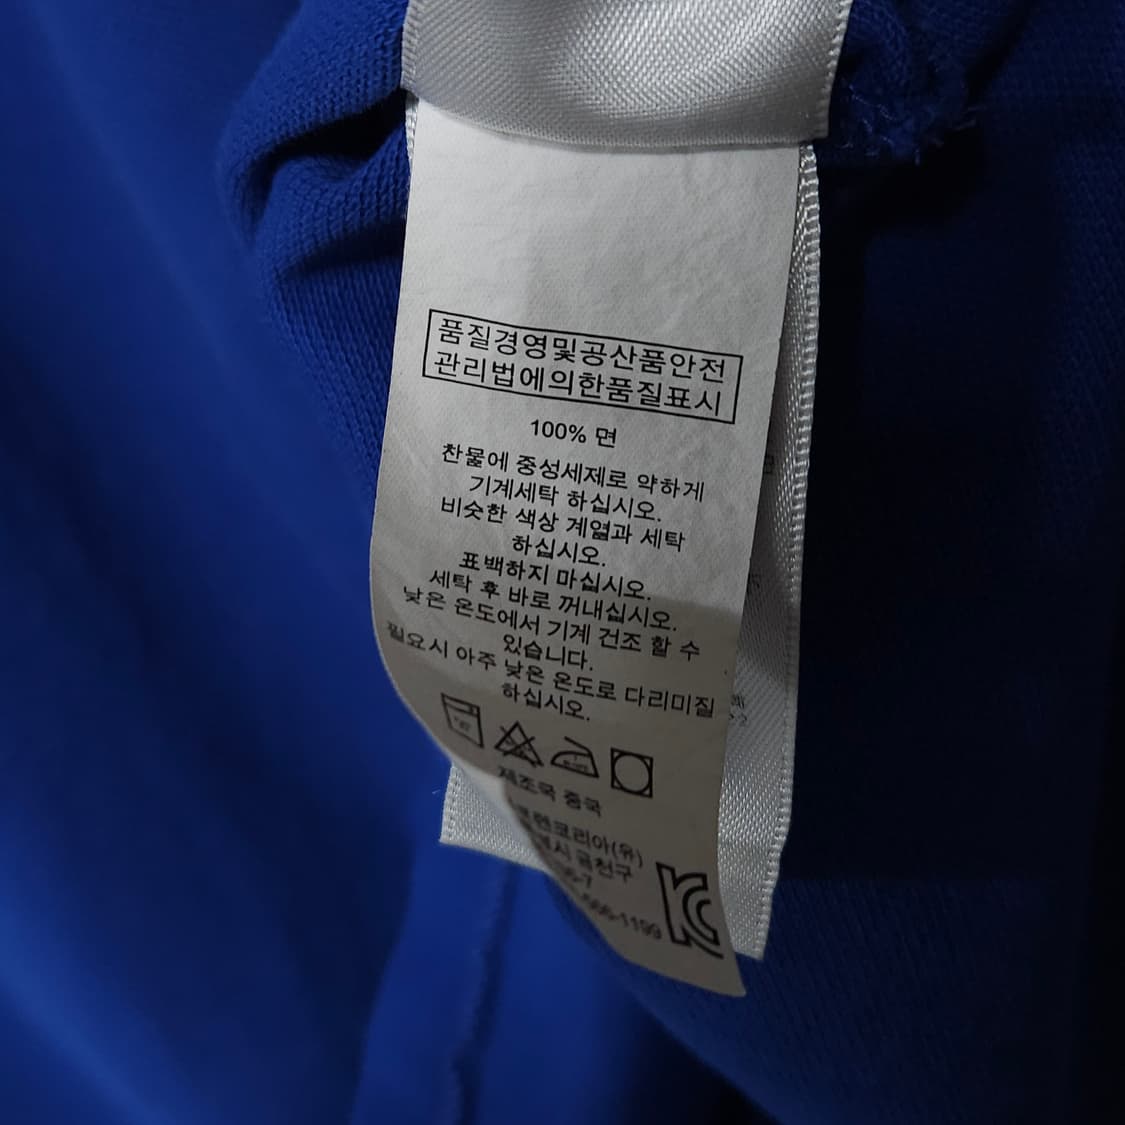 품질경영및공산품안전
관리법에의한품질표시
100% 면
찬물에 중성세제로 약하게
기계세탁 하십시오.
비슷한 색상 계열과 세탁
하십시오.
표백하지 마십시오.
세탁 후 바로 꺼내십시오.
낮은 온도에서 기계 건조 할 수
있습니다.
필요시 아주 낮은 온도로 다리미질
하십시오.
제조국 중국
금천구
KC